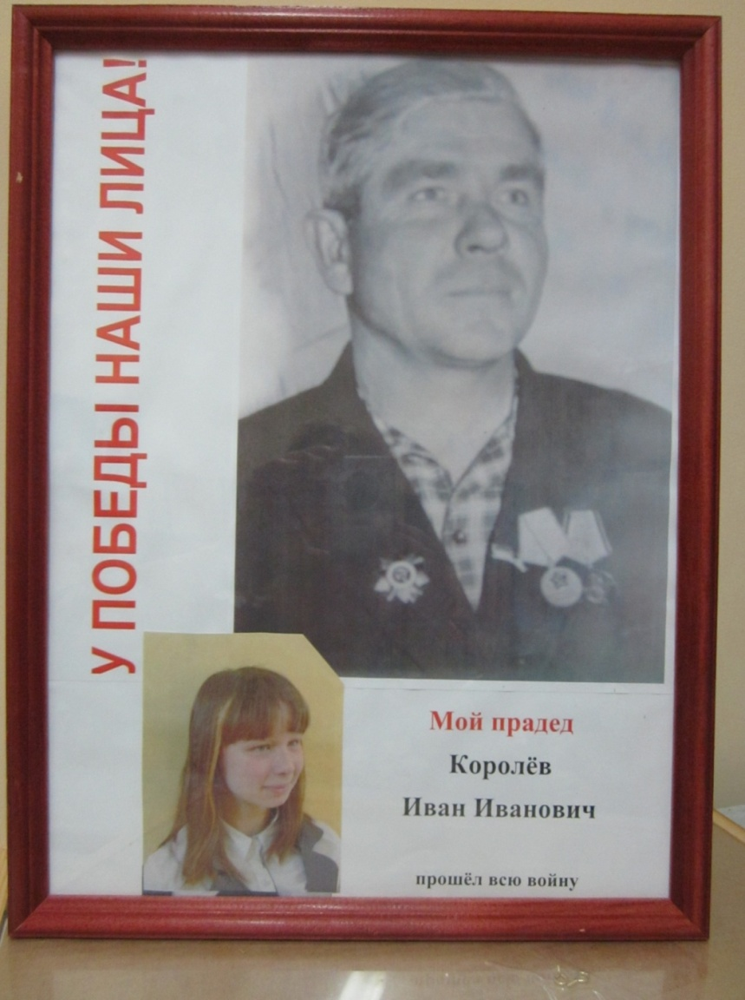 У ПОБЕДЫ НАШИ ЛИЦА!
Мой прадед
Королёв
Иван Иванович
прошёл всю войну